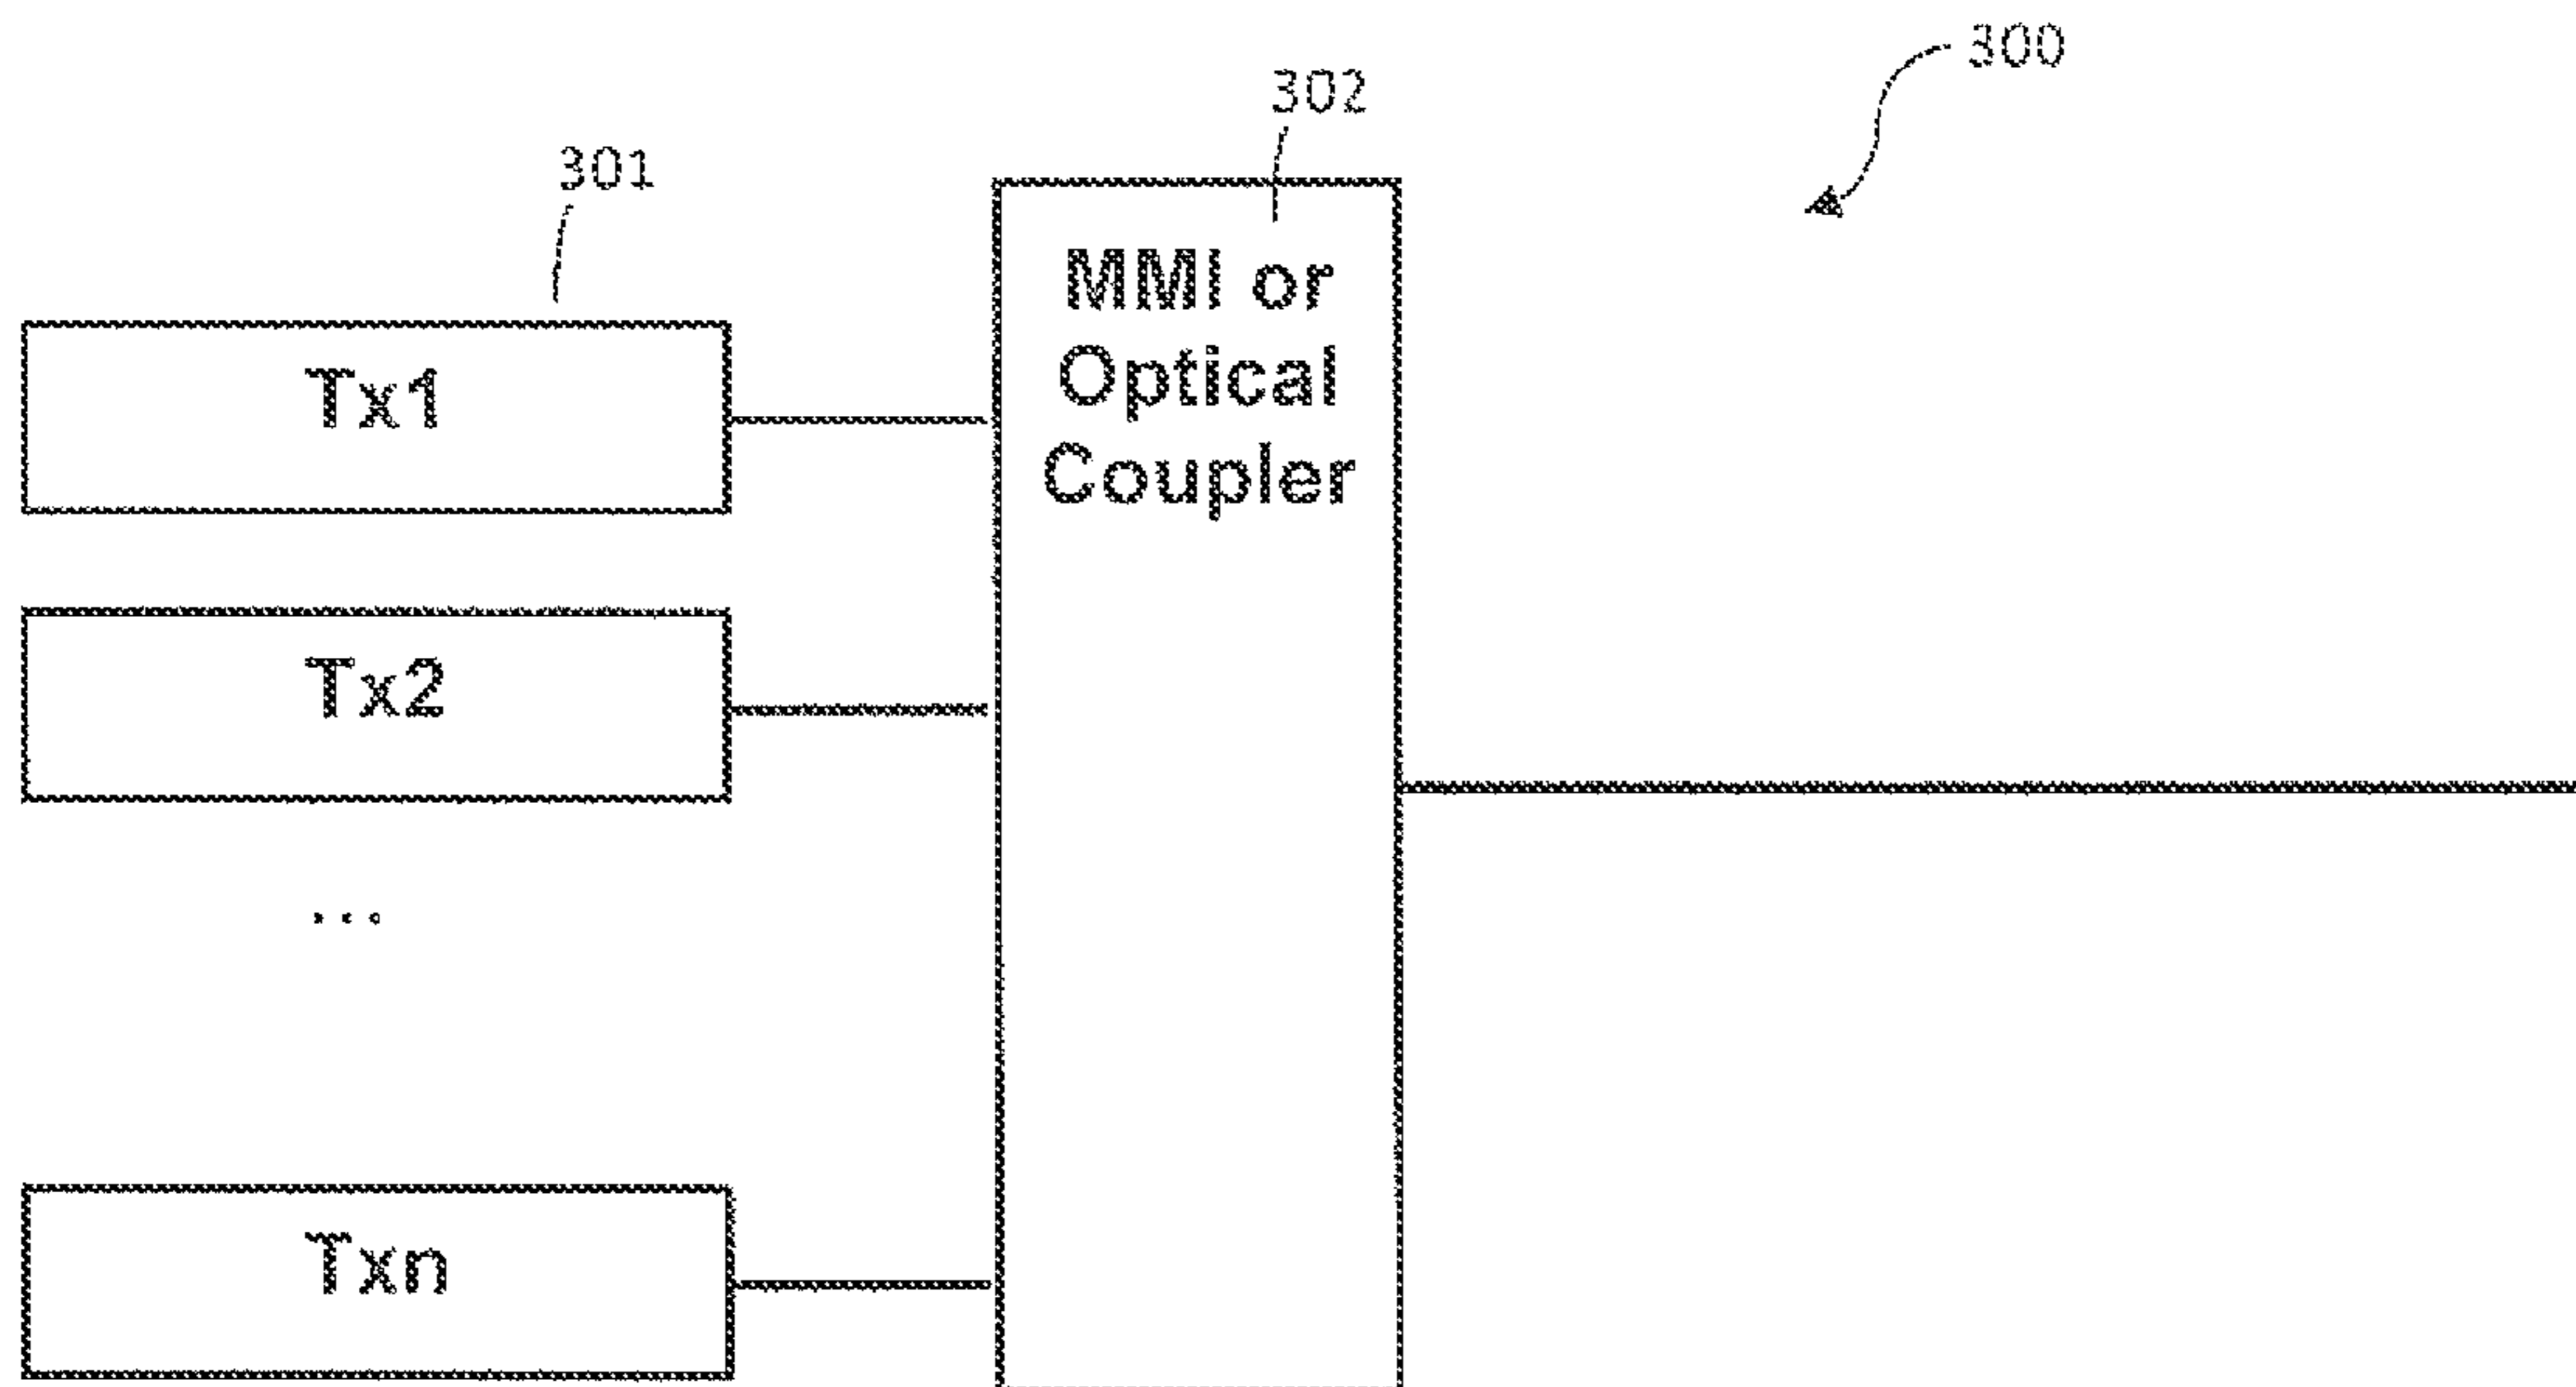 300
302
301
MMI or
Optical
Coupler
Tx1
Tx2
...
Txn